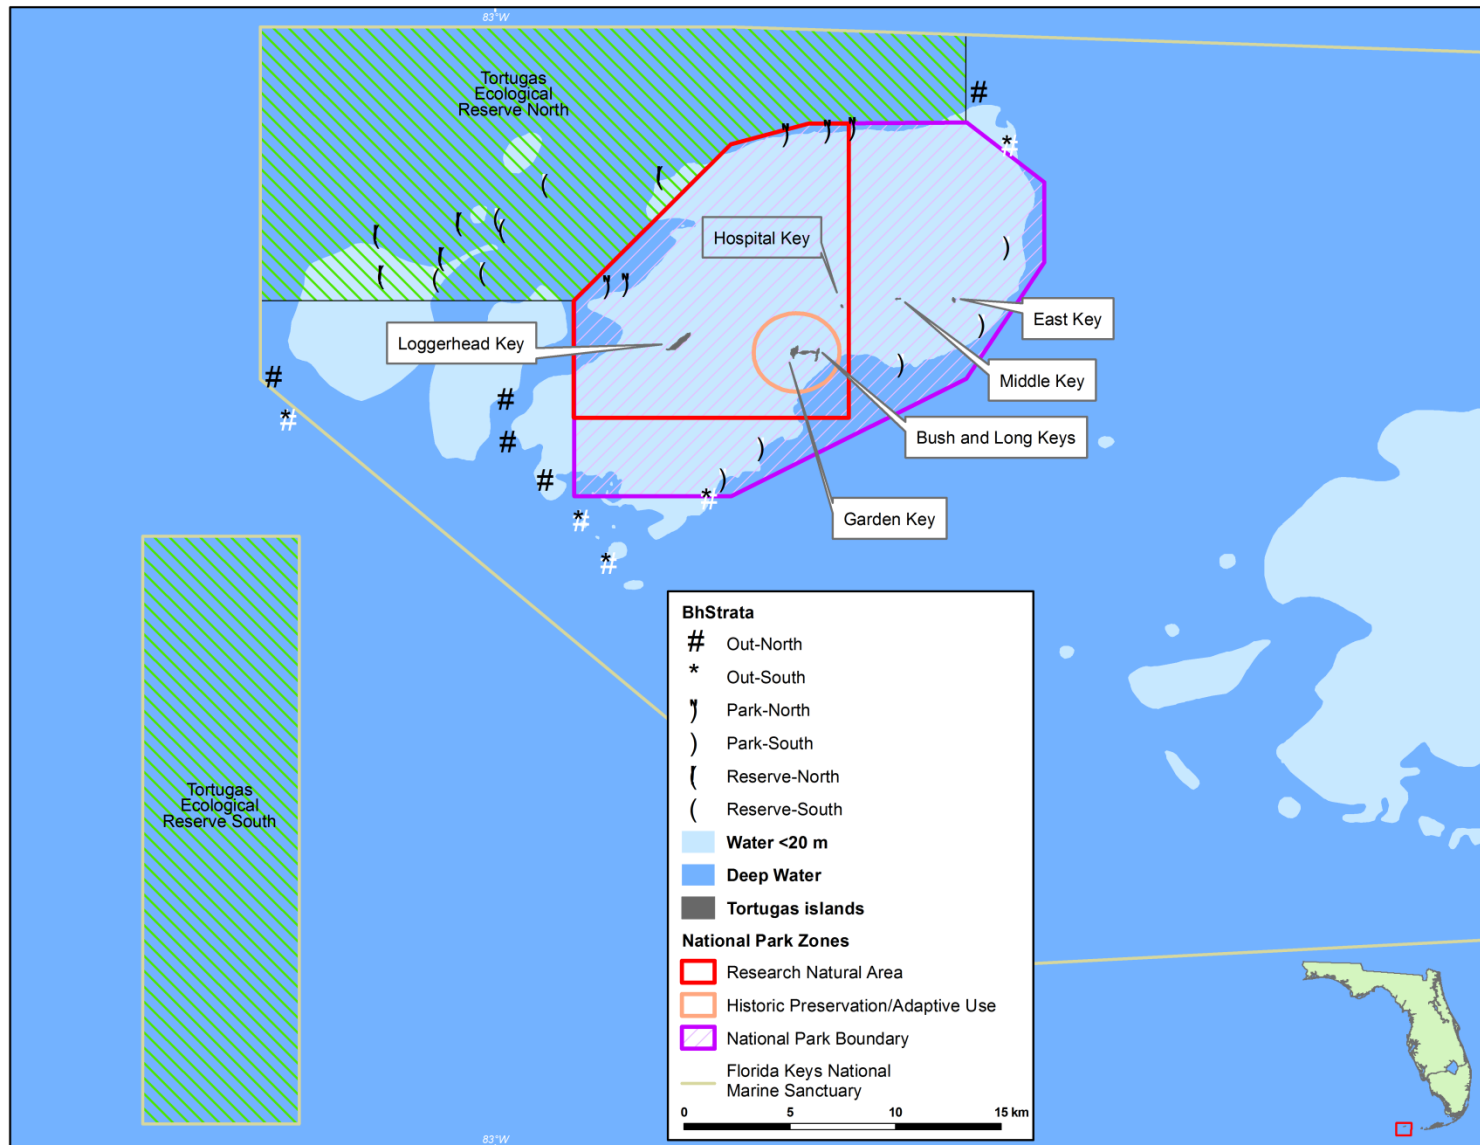 83°W
Tortugas
Ecological
Reserve North
Hospital Key
East Key
Loggerhead Key
Middle Key
Bush and Long Keys
Garden Key
Tortugas
Ecological
Reserve South
BhStrata
# Out-North
* Out-South
Park-North
) Park-South
Reserve-North
( Reserve-South
Water <20 m
Deep Water
Tortugas islands
National Park Zones
Research Natural Area
Historic Preservation/Adaptive Use
National Park Boundary
Florida Keys National
Marine Sanctuary
0 5 10 15 km
83°W